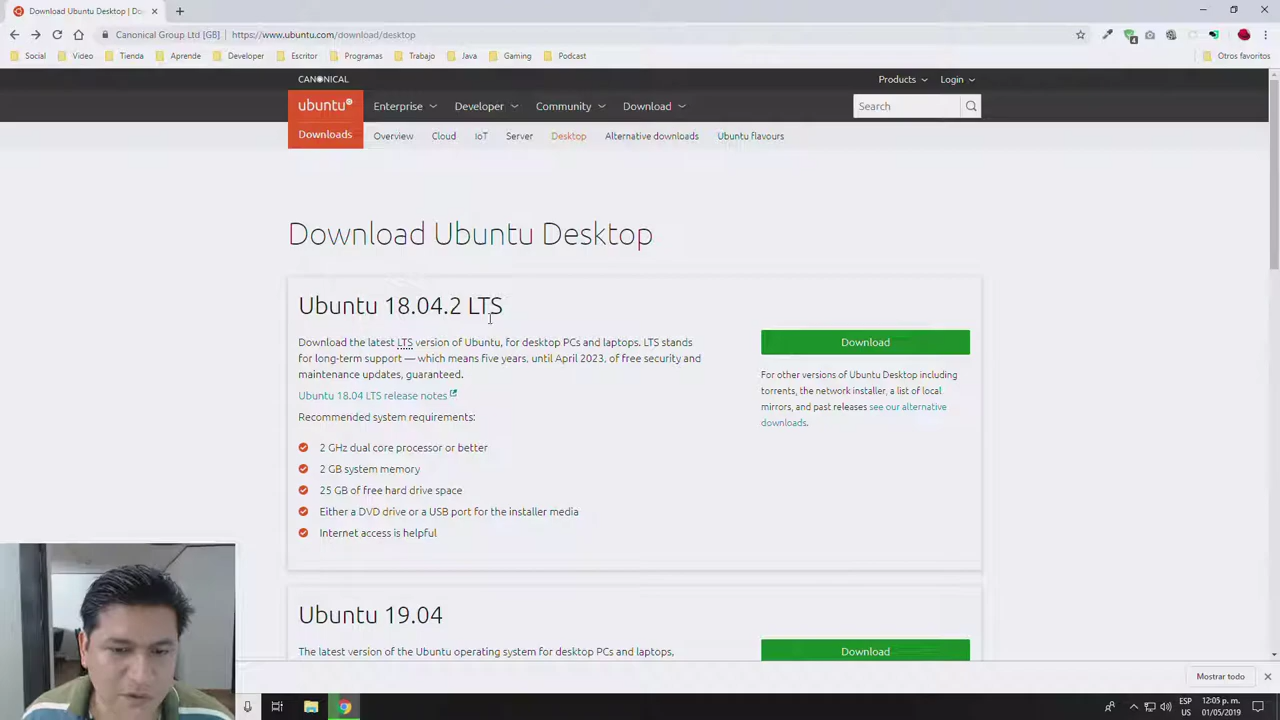 Download Ubuntu Desktop | Do
Canonical Group Ltd [GB] https://www.ubuntu.com/download/desktop
Social Video Tienda Aprende Developer Escritor Programas Trabajo Java Gaming Podcast Otros favoritos
CANONICAL Products Login
ubuntu® Enterprise Developer Community Download Search
Downloads Overview Cloud IoT Server Desktop Alternative downloads Ubuntu flavours
Download Ubuntu Desktop
Ubuntu 18.04.2 LTS
Download the latest LTS version of Ubuntu, for desktop PCs and laptops. LTS stands
for long-term support — which means five years, until April 2023, of free security and
maintenance updates, guaranteed.
Ubuntu 18.04 LTS release notes
Recommended system requirements:
2 GHz dual core processor or better
2 GB system memory
25 GB of free hard drive space
Either a DVD drive or a USB port for the installer media
Internet access is helpful
Download
For other versions of Ubuntu Desktop including
torrents, the network installer, a list of local
mirrors, and past releases see our alternative
downloads.
Ubuntu 19.04
The latest version of the Ubuntu operating system for desktop PCs and laptops,
Download
Mostrar todo
ESP 12:05 p. m.
US 01/05/2019